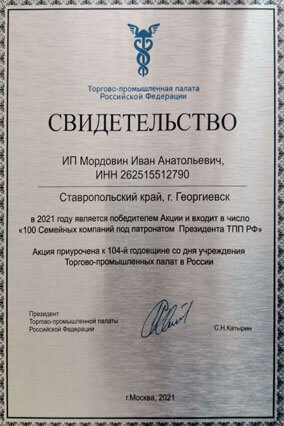 Торгово-промышленная палата
Российской Федерации
СВИДЕТЕЛЬСТВО
ИП Мордовин Иван Анатольевич,
ИНН 262515512790
Ставропольский край, г. Георгиевск
в 2021 году является победителем Акции и входит в число
«100 Семейных компаний под патронатом Президента ТПП РФ»
Акция приурочена к 104-й годовщине со дня учреждения
Торгово-промышленных палат в России
Президент
Торгово-промышленной палаты
Российской Федерации
С.Н.Катырин
г.Москва, 2021